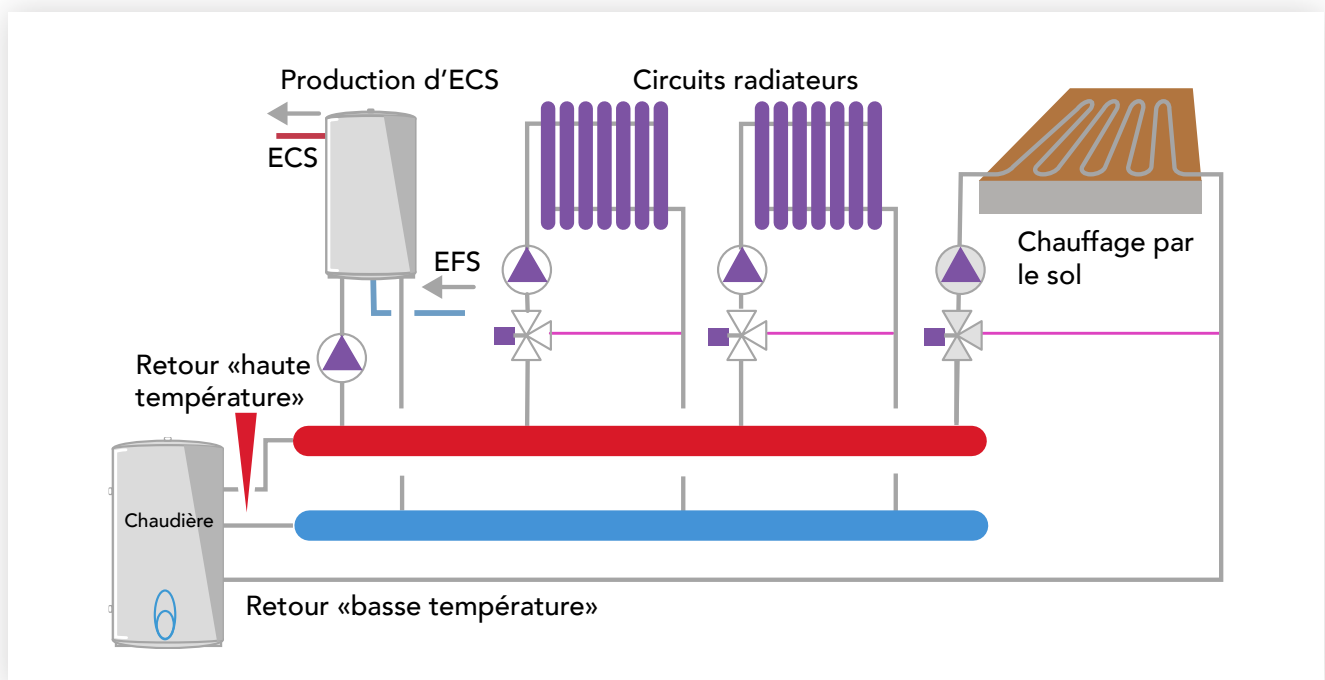 Production d’ECS
Circuits radiateurs
ECS
EFS
Chauffage par
le sol
Retour «haute
température»
Chaudière
Retour «basse température»